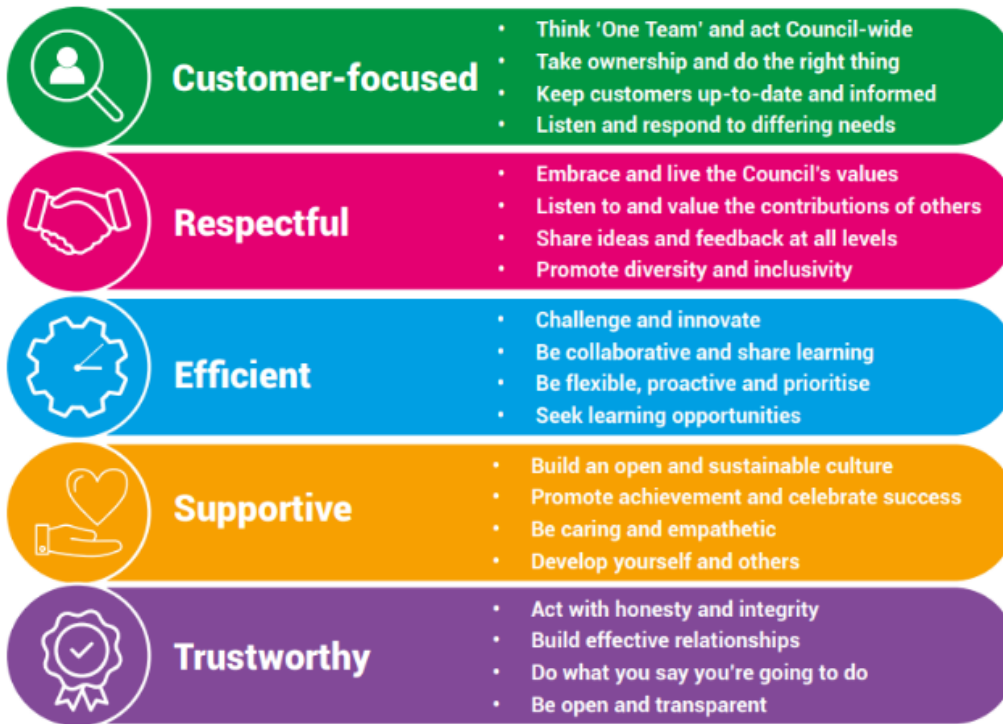 Customer-focused
• Think ‘One Team’ and act Council-wide
• Take ownership and do the right thing
• Keep customers up-to-date and informed
• Listen and respond to differing needs
Respectful
• Embrace and live the Council's values
• Listen to and value the contributions of others
• Share ideas and feedback at all levels
• Promote diversity and inclusivity
Efficient
• Challenge and innovate
• Be collaborative and share learning
• Be flexible, proactive and prioritise
• Seek learning opportunities
Supportive
• Build an open and sustainable culture
• Promote achievement and celebrate success
• Be caring and empathetic
• Develop yourself and others
Trustworthy
• Act with honesty and integrity
• Build effective relationships
• Do what you say you're going to do
• Be open and transparent